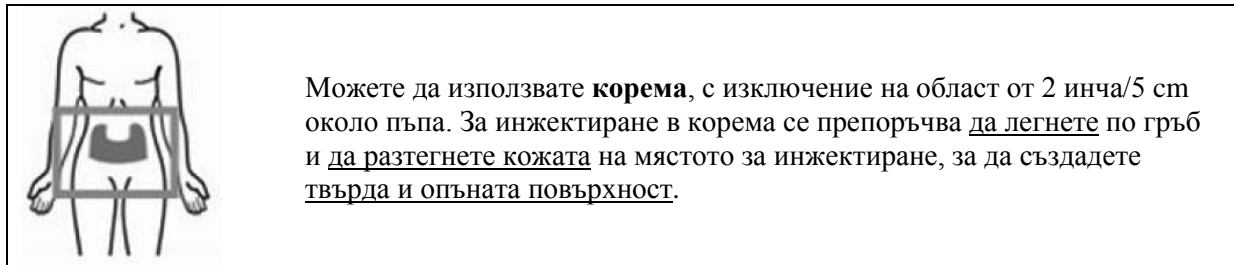 Можете да използвате корема, с изключение на област от 2 инча/5 cm
около пъпа. За инжектиране в корема се препоръчва да легнете по гръб
и да разтегнете кожата на мястото за инжектиране, за да създадете
твърда и опъната повърхност.